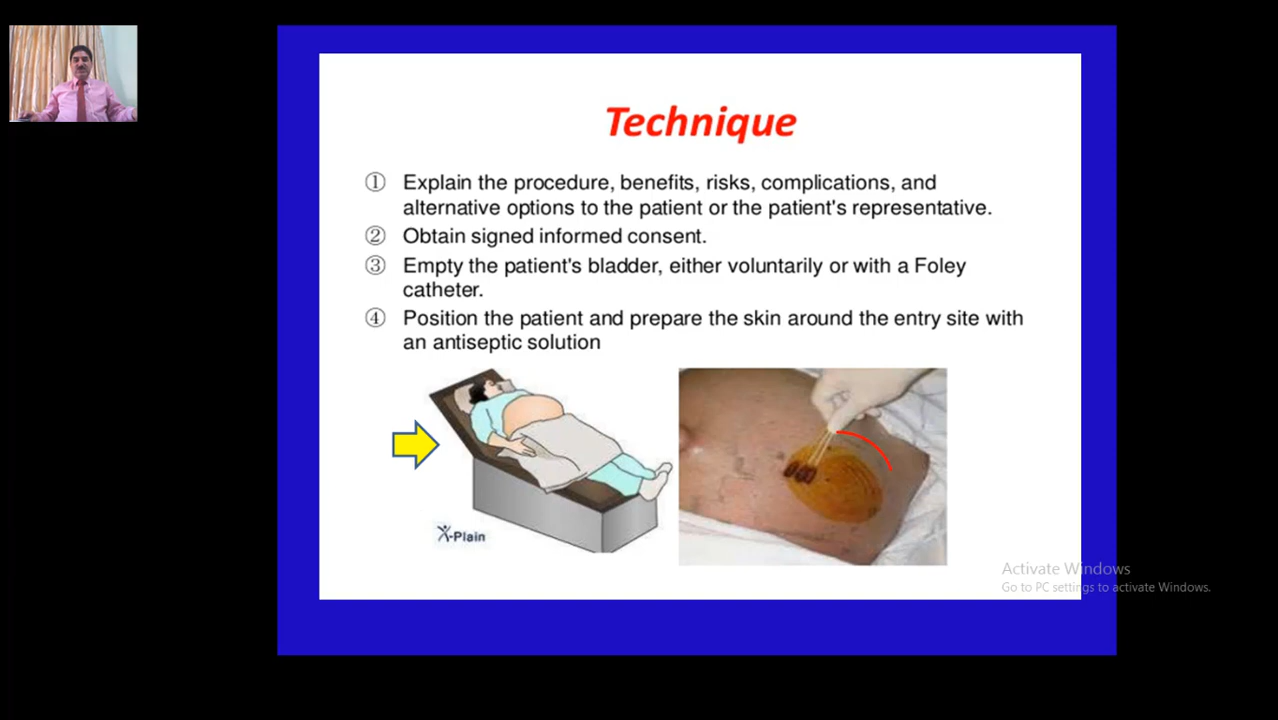 Technique
① Explain the procedure, benefits, risks, complications, and
alternative options to the patient or the patient's representative.
② Obtain signed informed consent.
③ Empty the patient's bladder, either voluntarily or with a Foley
catheter.
④ Position the patient and prepare the skin around the entry site with
an antiseptic solution
X-Plain
Activate Windows
Go to PC settings to activate Windows.